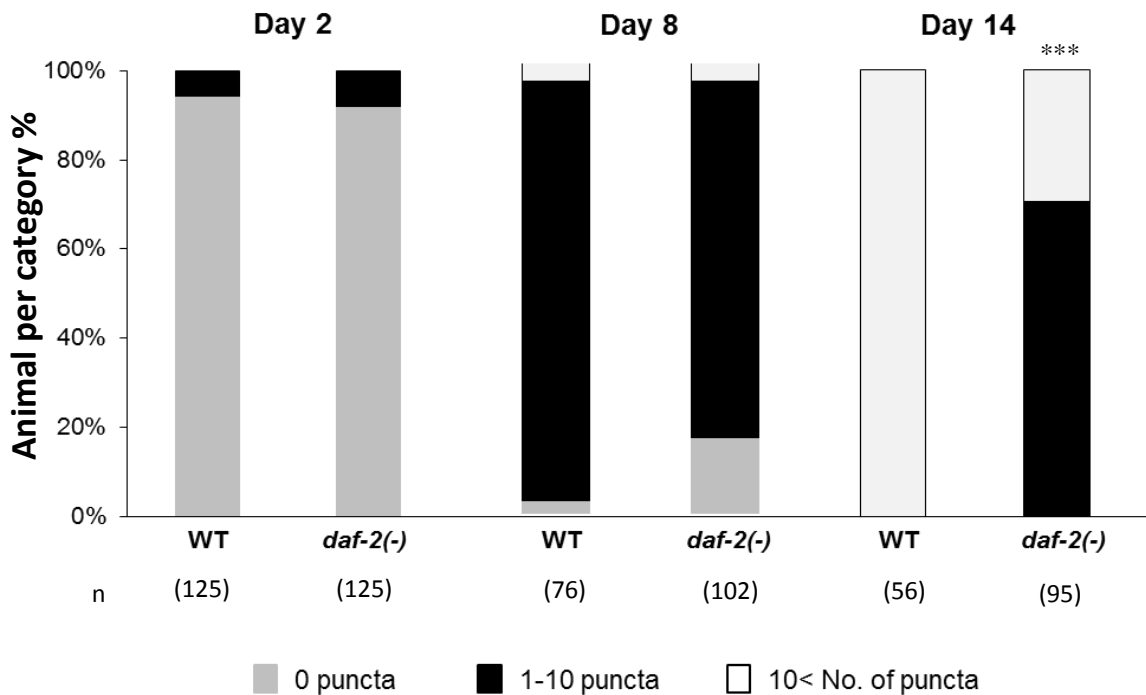 Day 2 Day 8 Day 14
***
100%
80%
60%
40%
20%
0%
Animal per category %
WT daf-2(-) WT daf-2(-) WT daf-2(-)
n (125) (125) (76) (102) (56) (95)
0 puncta 1-10 puncta 10< No. of puncta